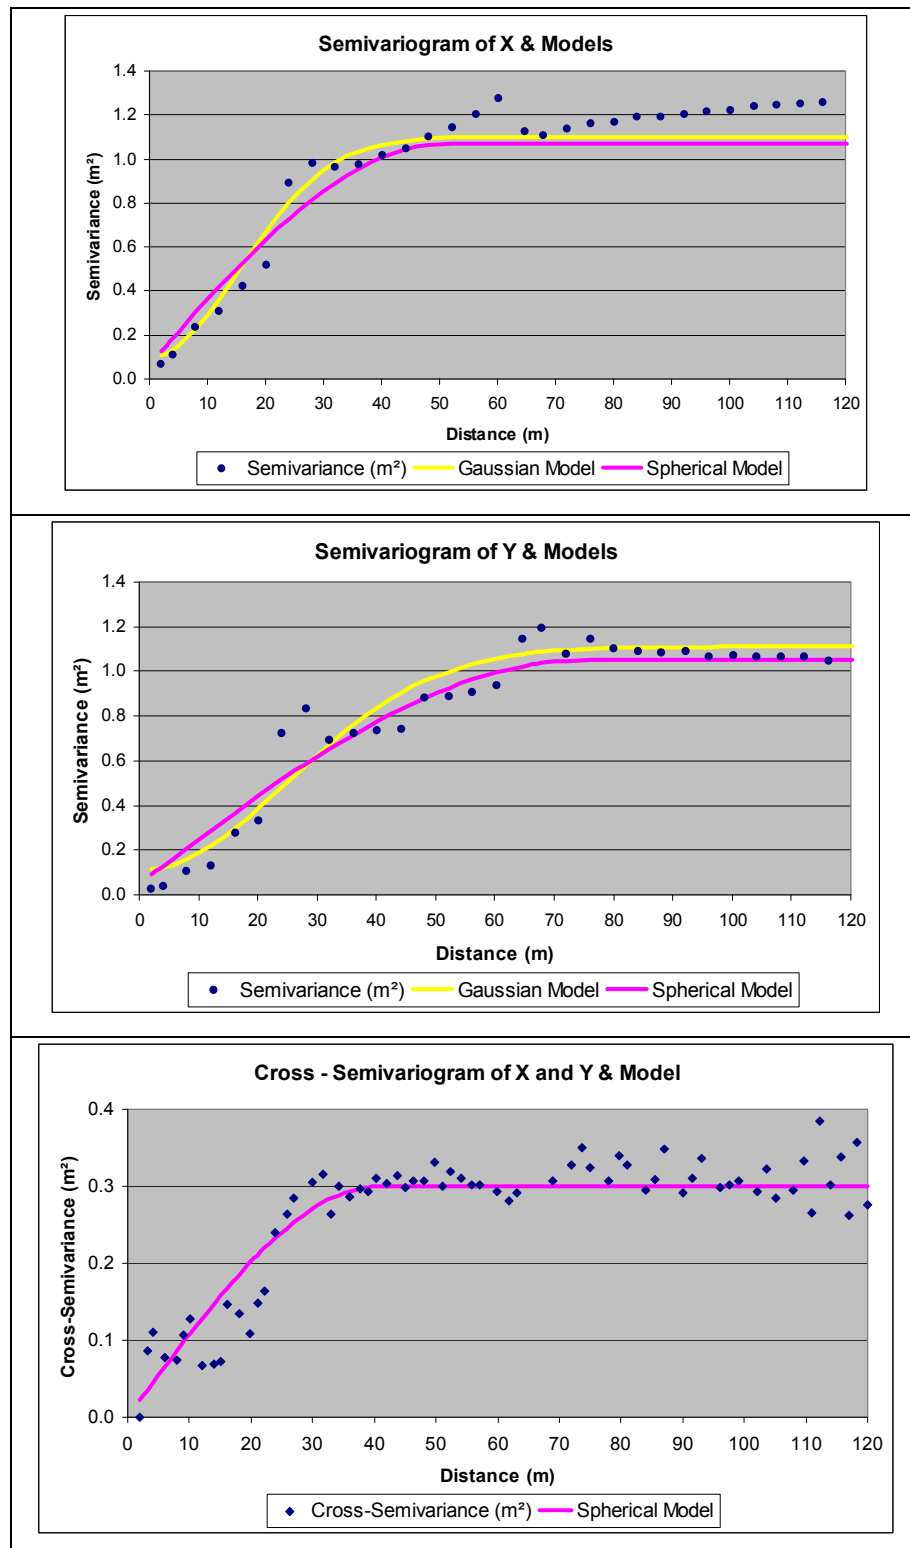 Semivariogram of X & Models
1.4
1.2
1.0
0.8
0.6
0.4
0.2
0.0
Semivariance (m²)
0 10 20 30 40 50 60 70 80 90 100 110 120
Distance (m)
Semivariance (m²) Gaussian Model Spherical Model
Semivariogram of Y & Models
1.4
1.2
1.0
0.8
0.6
0.4
0.2
0.0
Semivariance (m²)
0 10 20 30 40 50 60 70 80 90 100 110 120
Distance (m)
Semivariance (m²) Gaussian Model Spherical Model
Cross - Semivariogram of X and Y & Model
0.4
0.3
0.2
0.1
0.0
Cross-Semivariance (m²)
0 10 20 30 40 50 60 70 80 90 100 110 120
Distance (m)
Cross-Semivariance (m²) Spherical Model